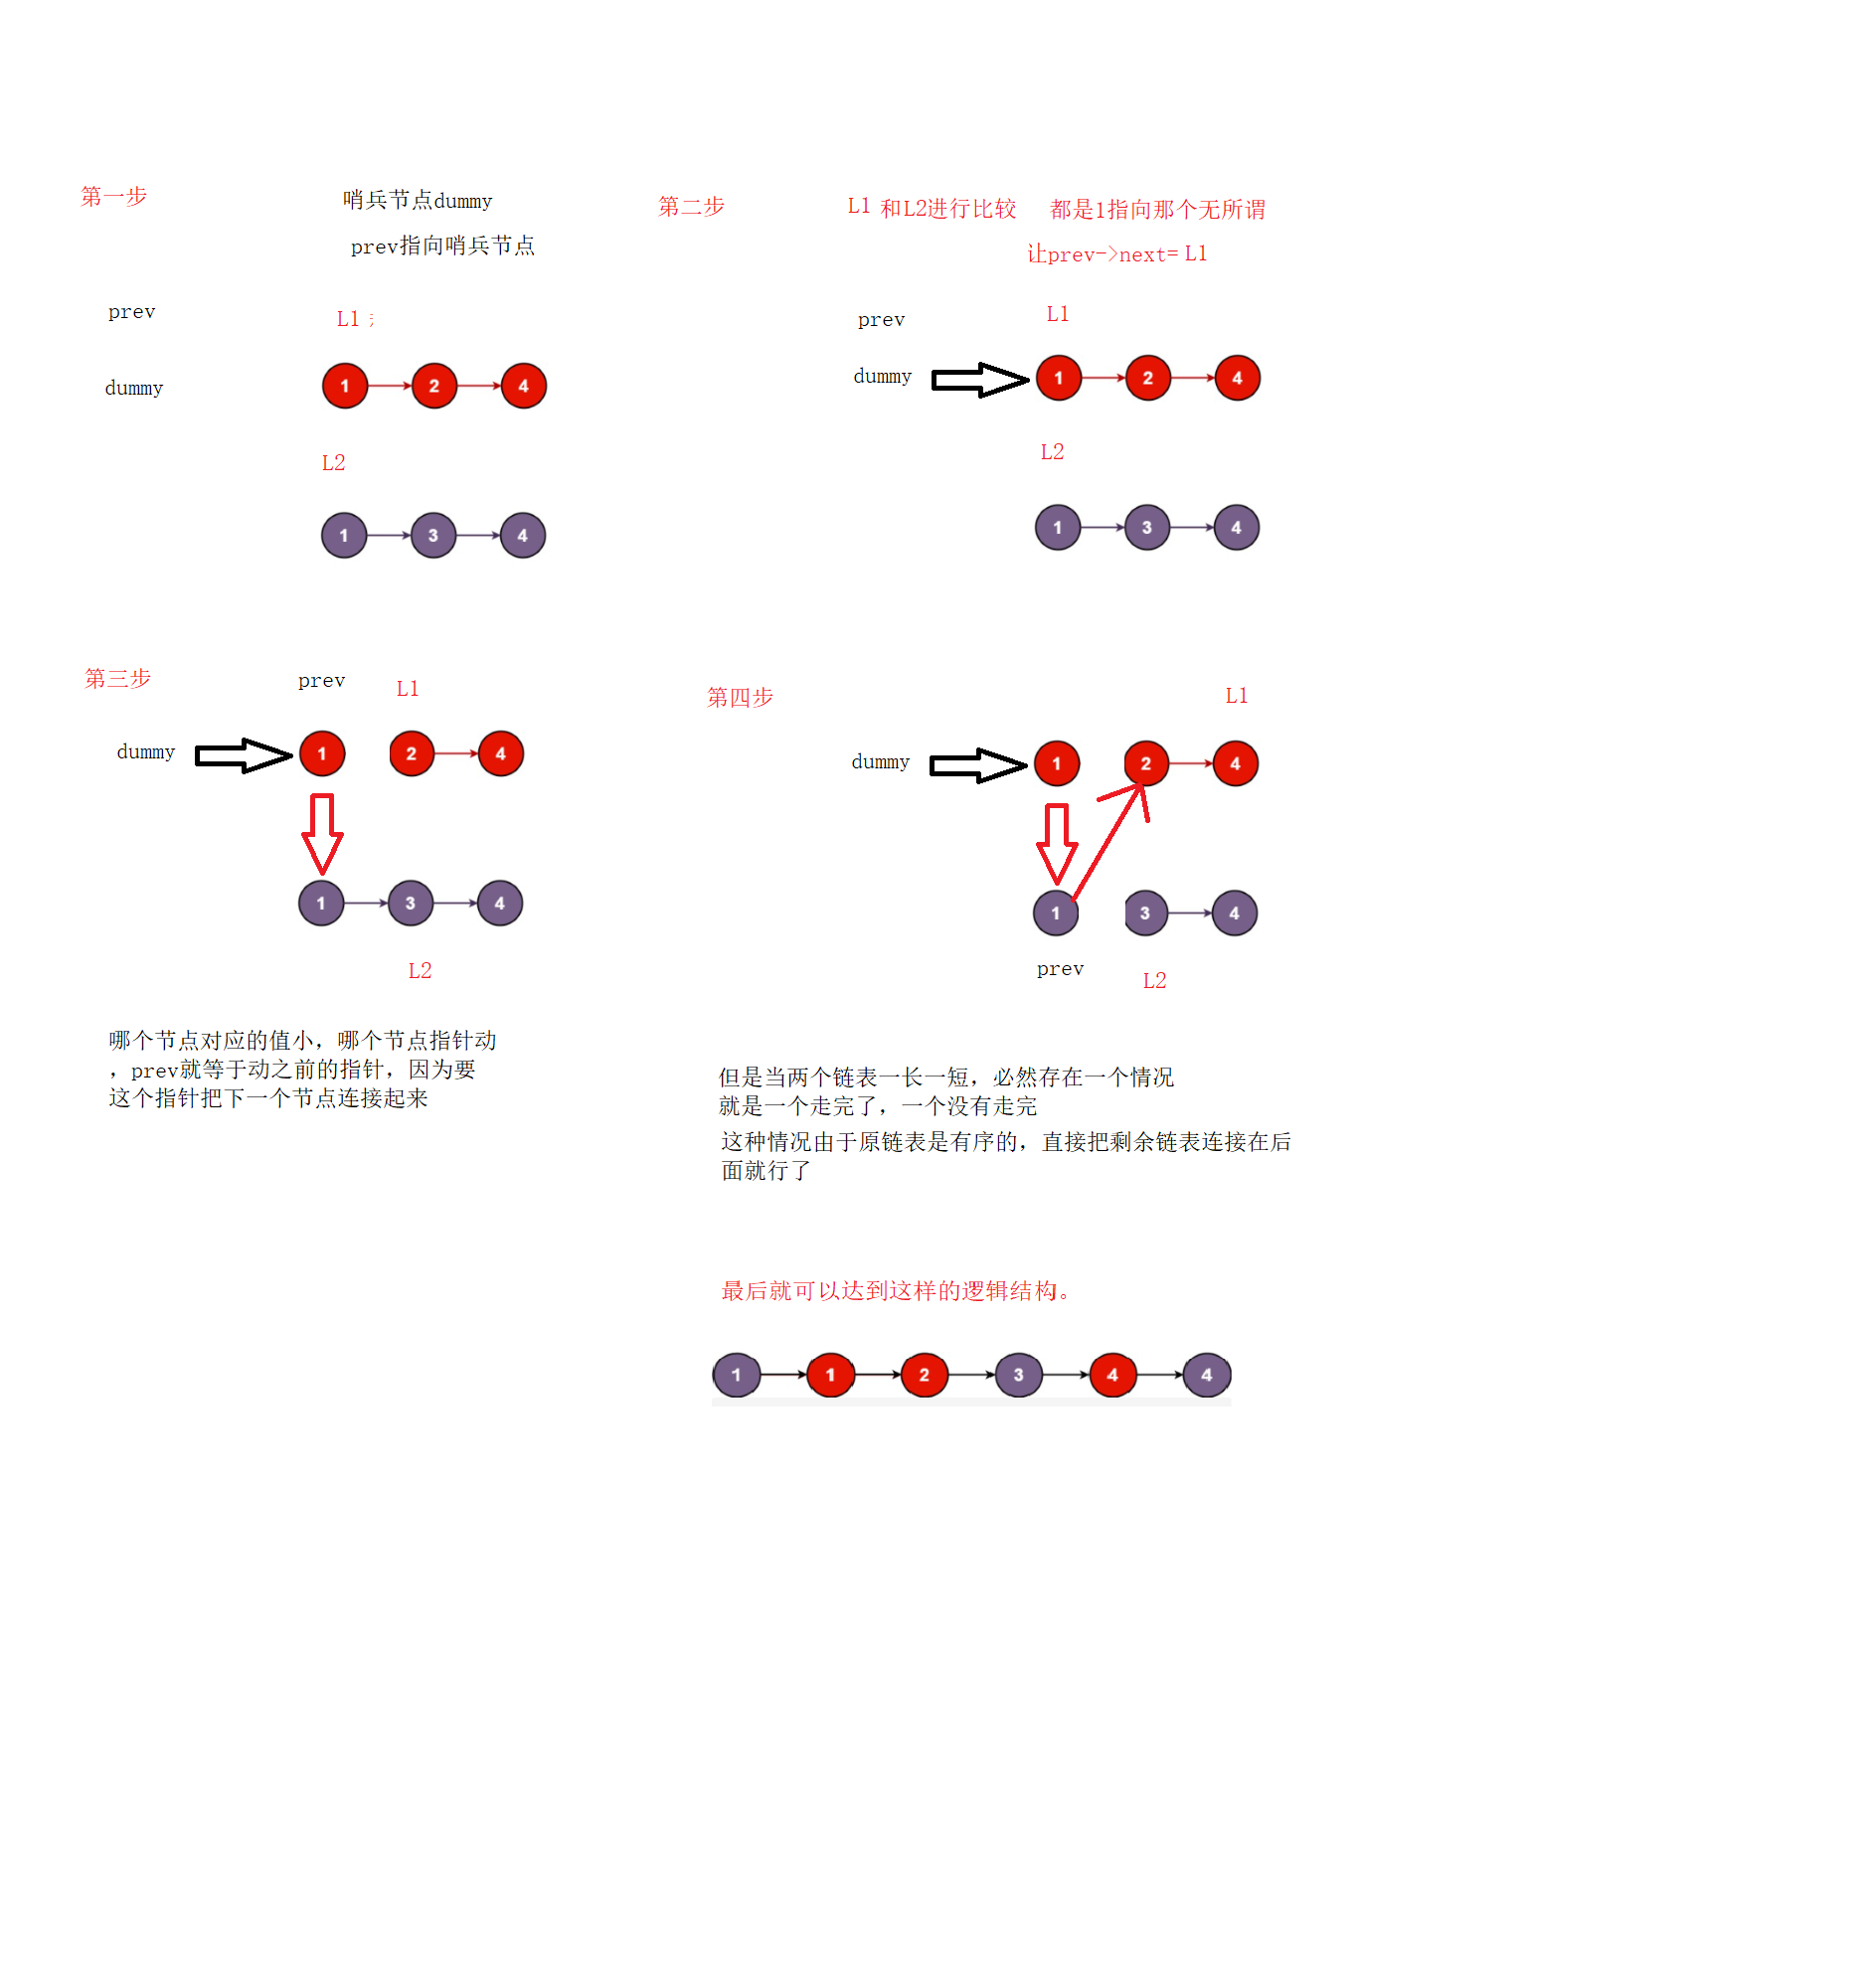 第一步
哨兵节点dummy
prev指向哨兵节点
prev
L1
dummy
1 2 4
L2
1 3 4
第二步
L1 和L2进行比较 都是1指向那个无所谓
让prev->next= L1
prev
L1
dummy
1 2 4
L2
1 3 4
第三步
prev
L1
dummy
1 2 4
1 3 4
L2
哪个节点对应的值小，哪个节点指针动
，prev就等于动之前的指针，因为要
这个指针把下一个节点连接起来
第四步
L1
dummy
1 2 4
1 3 4
prev
L2
但是当两个链表一长一短，必然存在一个情况
就是一个走完了，一个没有走完
这种情况由于原链表是有序的，直接把剩余链表连接在后
面就行了
最后就可以达到这样的逻辑结构。
1 1 2 3 4 4